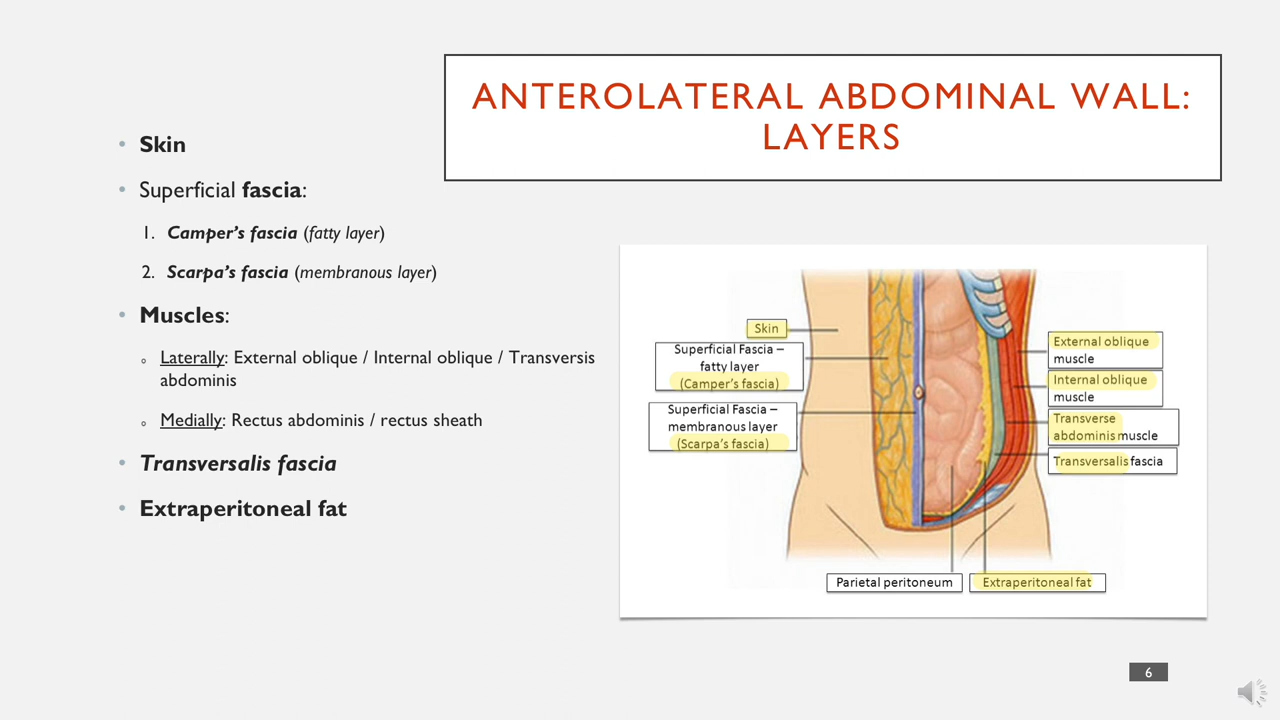 ANTEROLATERAL ABDOMINAL WALL:
LAYERS
• Skin
• Superficial fascia:
1. Camper's fascia (fatty layer)
2. Scarpa's fascia (membranous layer)
• Muscles:
o Laterally: External oblique / Internal oblique / Transversis
abdominis
o Medially: Rectus abdominis / rectus sheath
• Transversalis fascia
• Extraperitoneal fat
Skin
Superficial Fascia –
fatty layer
(Camper's fascia)
Superficial Fascia –
membranous layer
(Scarpa's fascia)
External oblique
muscle
Internal oblique
muscle
Transverse
abdominis muscle
Transversalis fascia
Parietal peritoneum
Extraperitoneal fat
6